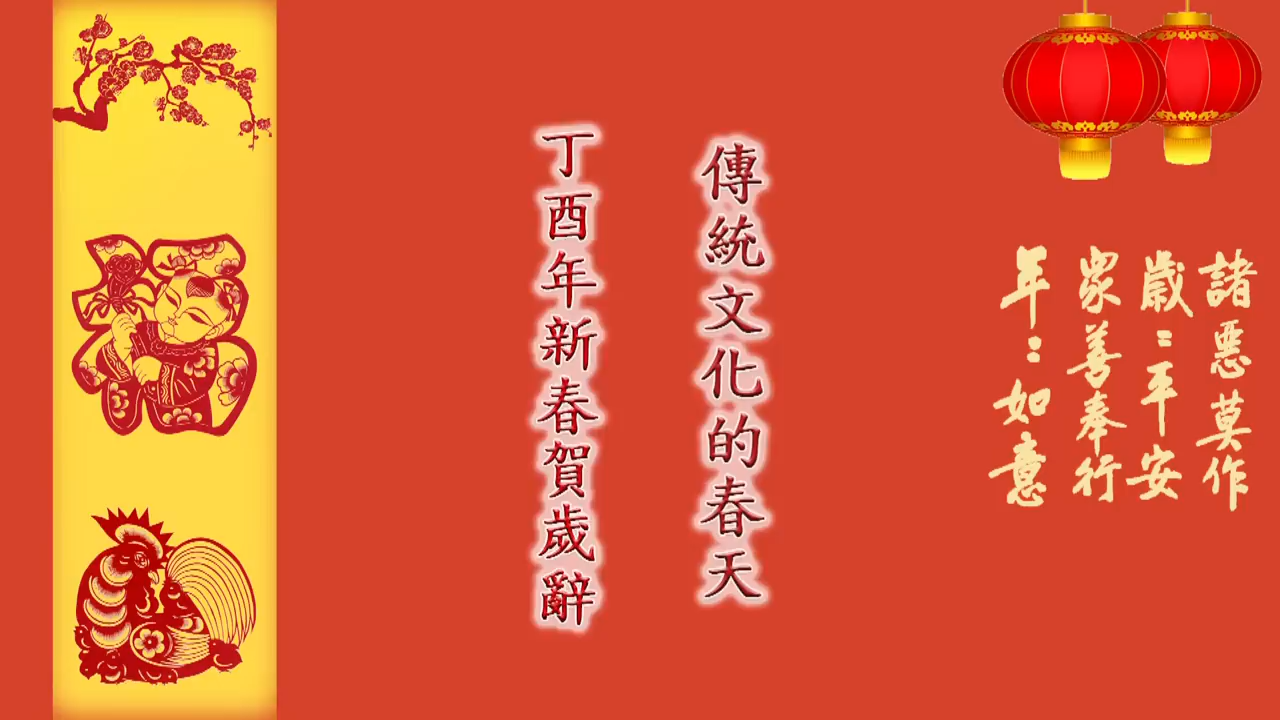 傳統文化的春天
丁酉年新春賀歲辭
諸惡莫作
歲:平安
眾善奉行
年:如意